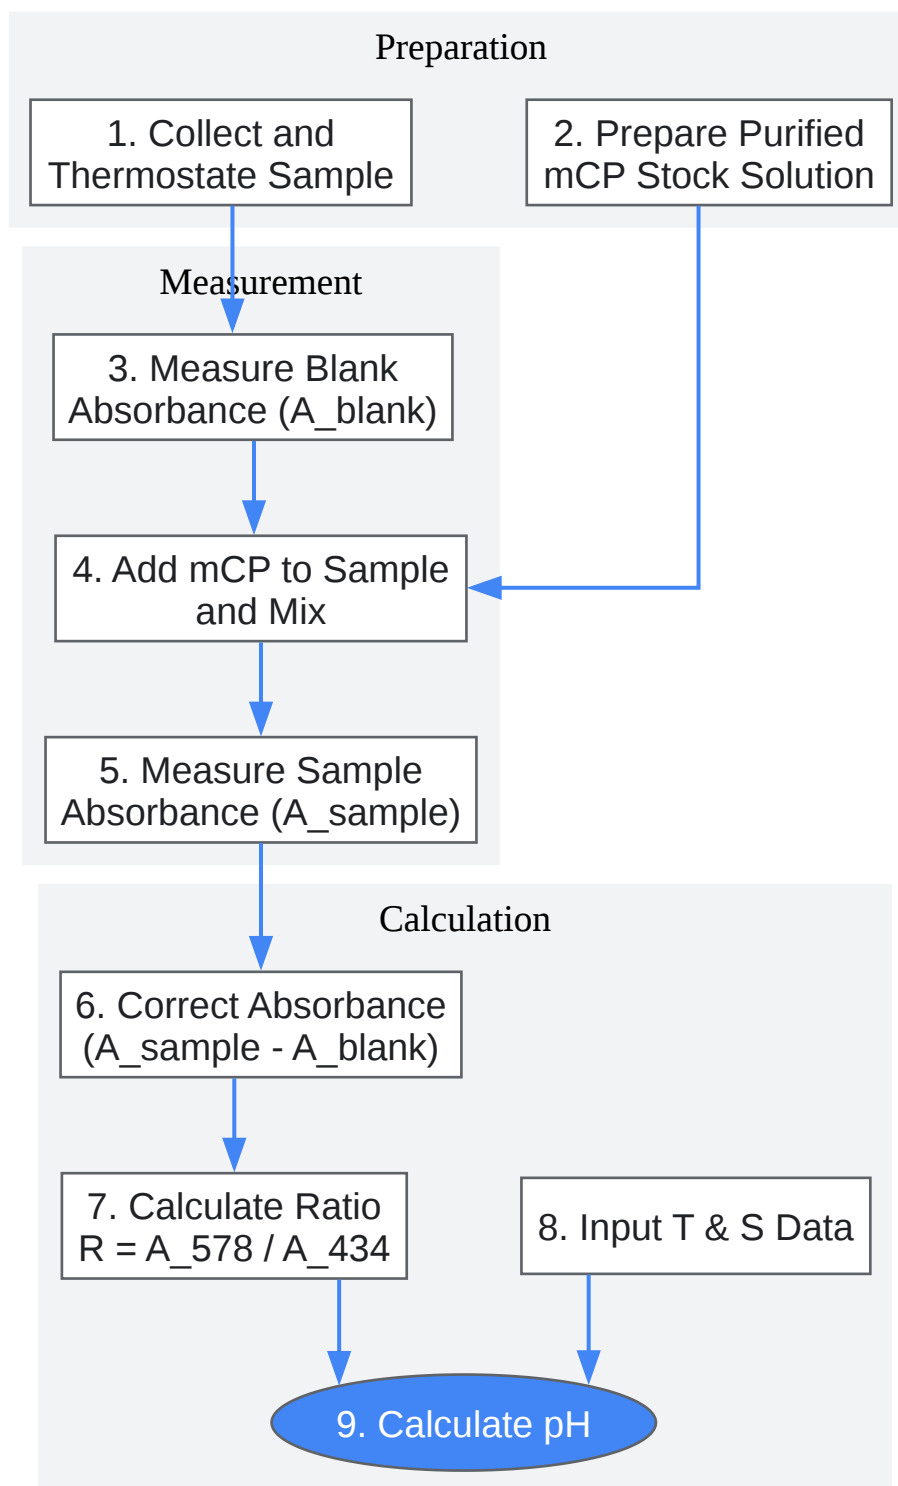 Preparation
1. Collect and
Thermostate Sample
2. Prepare Purified
mCP Stock Solution
Measurement
3. Measure Blank
Absorbance (A_blank)
4. Add mCP to Sample
and Mix
5. Measure Sample
Absorbance (A_sample)
Calculation
6. Correct Absorbance
(A_sample - A_blank)
7. Calculate Ratio
R = A_578 / A_434
8. Input T & S Data
9. Calculate pH